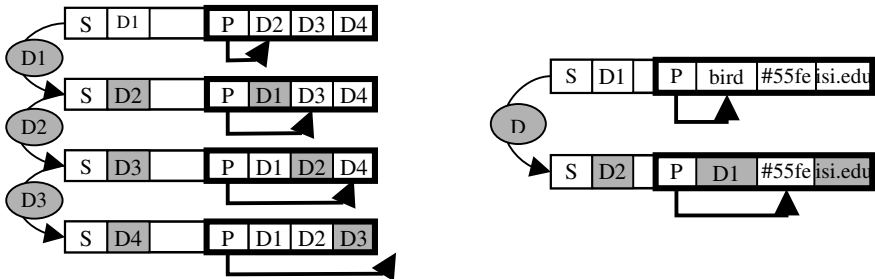 S D1 P D2 D3 D4
D1
S D2 P D1 D3 D4
D2
S D3 P D1 D2 D4
D3
S D4 P D1 D2 D3
S D1 P bird #55fe isi.edu
D
S D2 P D1 #55fe isi.edu